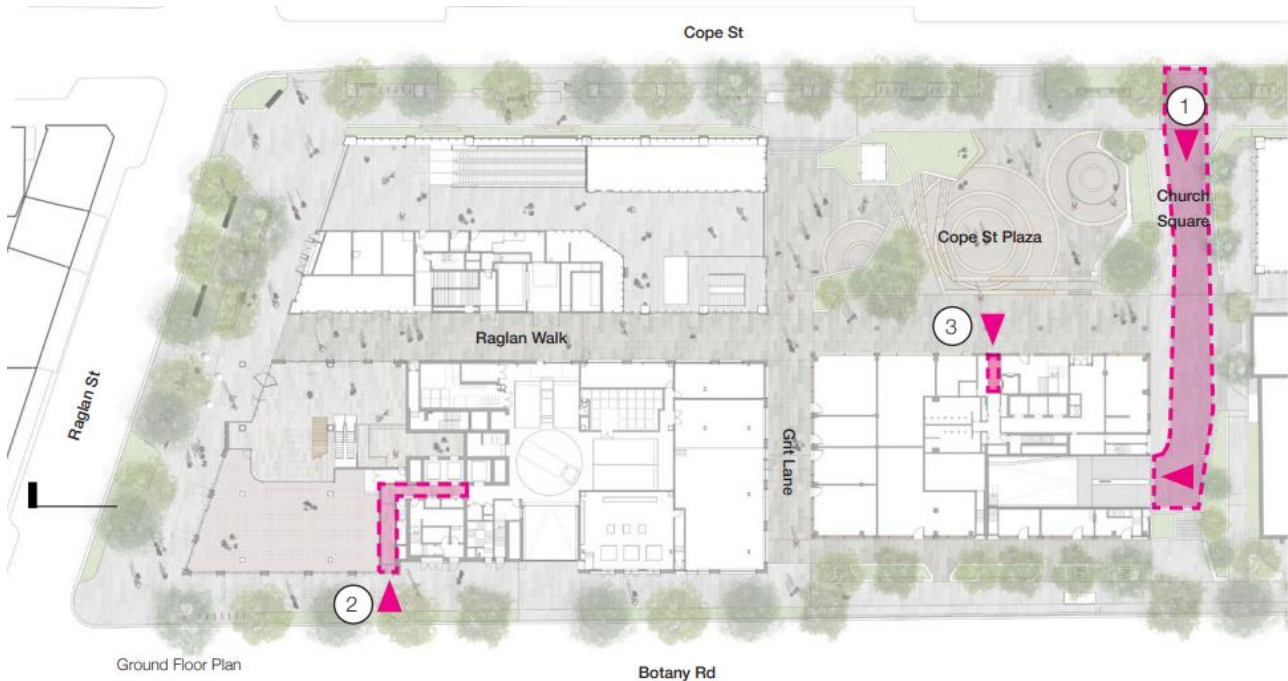 Cope St
1
Church
Square
Cope St Plaza
3
Raglan Walk
Raglan St
Grit Lane
2
Ground Floor Plan
Botany Rd